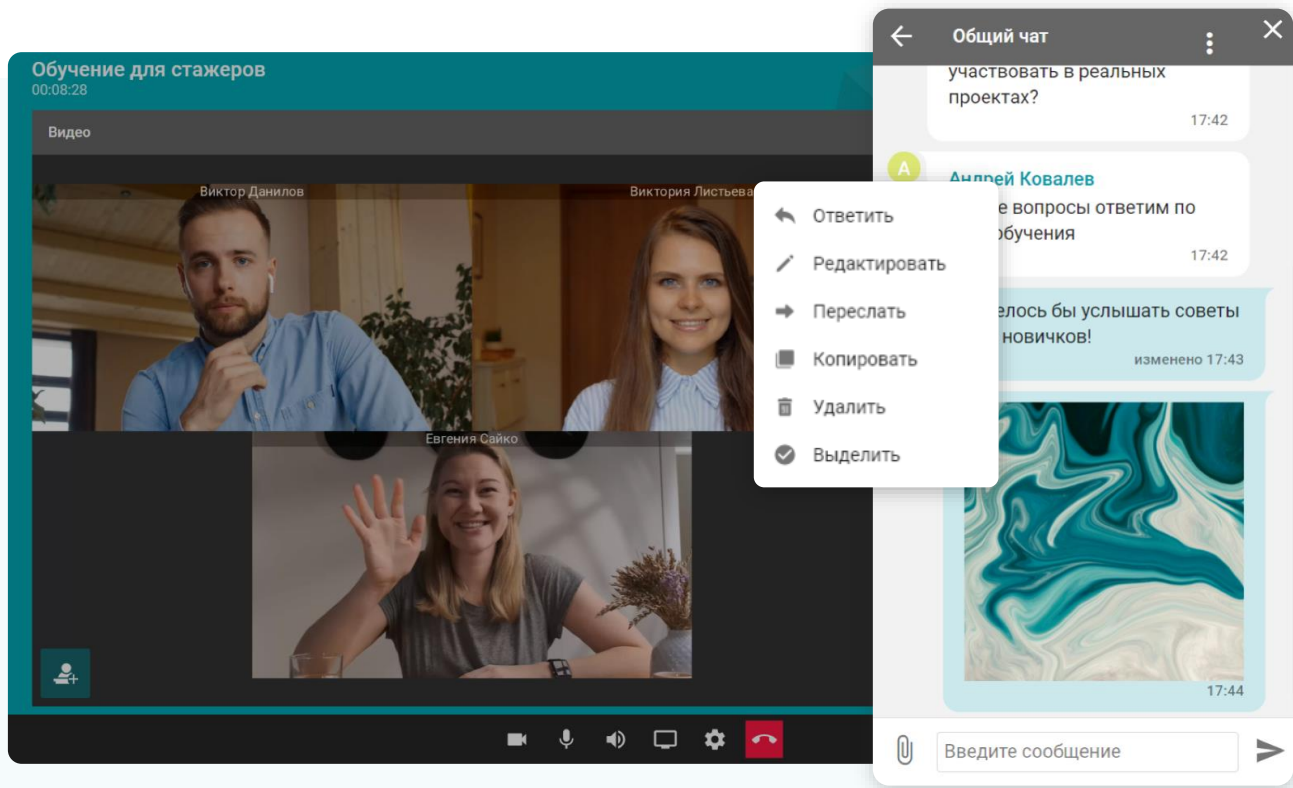 Обучение для стажеров
00:08:28
Видео
Виктор Данилов
Виктория Листьева
Евгения Сайко
Общий чат
участвовать в реальных
проектах?
17:42
А
Андрей Ковалев
вопросы ответим по
обучения
17:42
бы услышать советы
новичков!
изменено 17:43
17:44
Ответить
Редактировать
Переслать
Копировать
Удалить
Выделить
Введите сообщение